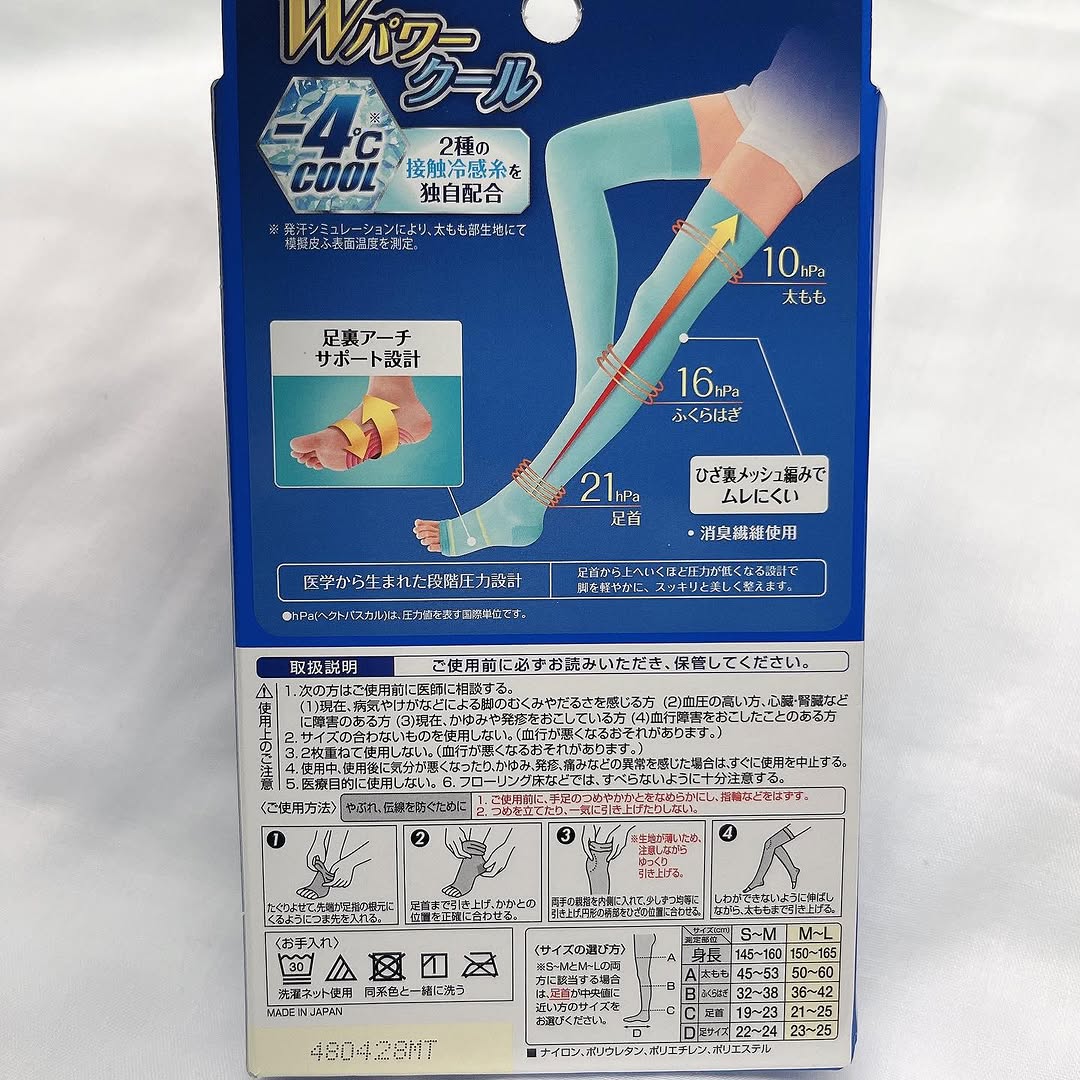 Wパワー
クール
-4℃※
COOL
2種の
接触冷感糸を
独自配合
※ 発汗シミュレーションにより、太もも部生地にて
模擬皮ふ表面温度を測定。
10hPa
太もも
足裏アーチ
サポート設計
16hPa
ふくらはぎ
ひざ裏メッシュ編みで
ムレにくい
21hPa
足首
・消臭繊維使用
医学から生まれた段階圧力設計
足首から上へいくほど圧力が低くなる設計で
脚を軽やかに、スッキリと美しく整えます。
●hPa(ヘクトパスカル)は、圧力値を表す国際単位です。
取扱説明
ご使用前に必ずお読みいただき、保管してください。
使用上のご注意
1. 次の方はご使用前に医師に相談する。
(1)現在、病気やけがなどによる脚のむくみやだるさを感じる方 (2)血圧の高い方、心臓・腎臓など
に障害のある方 (3)現在、かゆみや発疹をおこしている方 (4)血行障害をおこしたことのある方
2. サイズの合わないものを使用しない。(血行が悪くなるおそれがあります。)
3. 2枚重ねて使用しない。(血行が悪くなるおそれがあります。)
4. 使用中、使用後に気分が悪くなったり、かゆみ、発疹、痛みなどの異常を感じた場合は、すぐに使用を中止する。
5. 医療目的に使用しない。 6. フローリング床などでは、すべらないように十分注意する。
〈ご使用方法〉
やぶれ、伝線を防ぐために
1. ご使用前に、手足のつめやかかとをなめらかにし、指輪などをはずす。
2. つめを立てたり、一気に引き上げたりしない。
1
たぐりよせて、先端が足指の根元に
くるようにつま先を入れる。
2
足首まで引き上げ、かかとの
位置を正確に合わせる。
3
※生地が薄いため、
注意しながら
ゆっくり
引き上げる。
両手の親指を内側に入れて、少しずつ均等に
引き上げ、円形の柄部をひざの位置に合わせる。
4
しわができないように伸ばし
ながら、太ももまで引き上げる。
〈お手入れ〉
30
洗濯ネット使用 同系色と一緒に洗う
MADE IN JAPAN
480428MT
〈サイズの選び方〉
※S~MとM~Lの両
方に該当する場合
は、足首が中央値に
近い方のサイズを
お選びください。
A
B
C
D
サイズ(cm) 測定部位 S~M M~L
身長 145~160 150~165
A 太もも 45~53 50~60
B ふくらはぎ 32~38 36~42
C 足首 19~23 21~25
D 足サイズ 22~24 23~25
■ ナイロン、ポリウレタン、ポリエチレン、ポリエステル